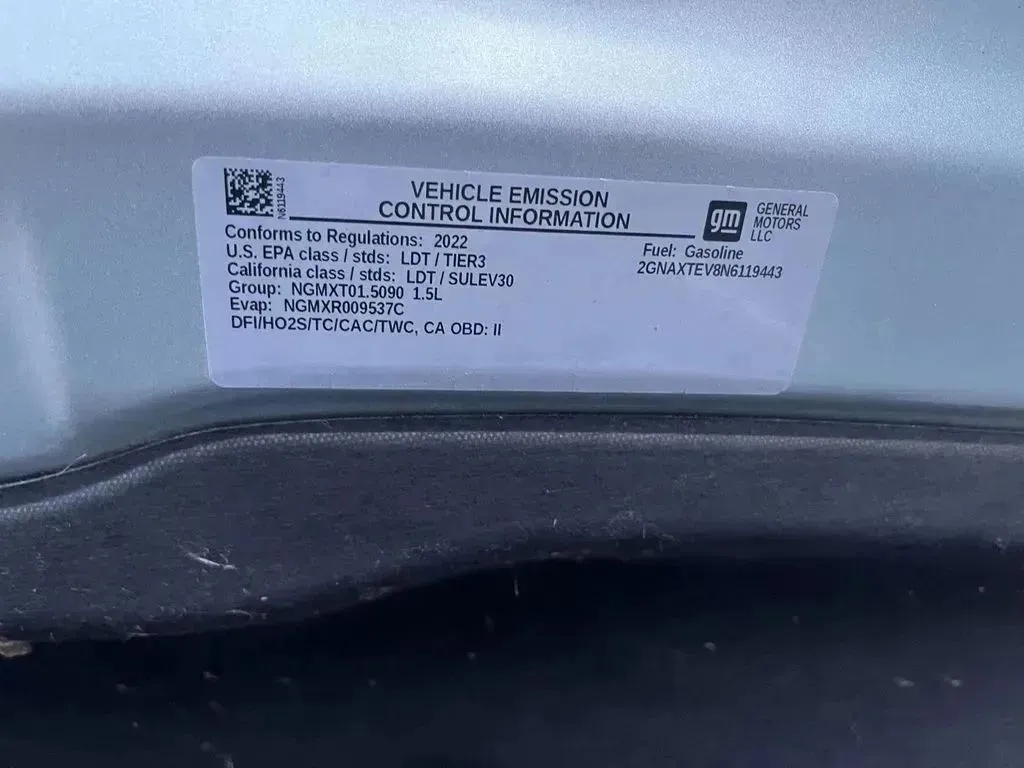 N6119443
VEHICLE EMISSION
CONTROL INFORMATION
gm
GENERAL
MOTORS
LLC
Conforms to Regulations: 2022
U.S. EPA class / stds: LDT / TIER3
California class / stds: LDT / SULEV30
Group: NGMXT01.5090 1.5L
Evap: NGMXR009537C
DFI/HO2S/TC/CAC/TWC, CA OBD: II
Fuel: Gasoline
2GNAXTEV8N6119443